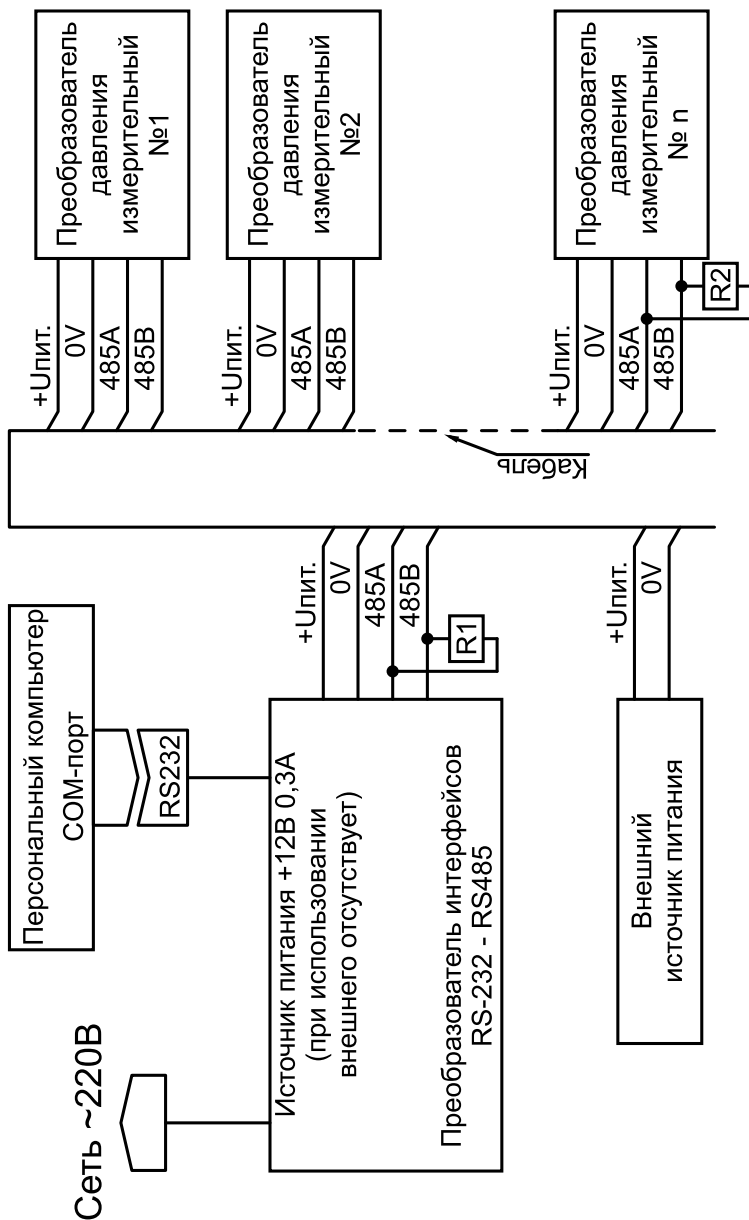 Сеть ~220В
Персональный компьютер
COM-порт
RS232
Источник питания +12В 0,3А
(при использовании
внешнего отсутствует)
Преобразователь интерфейсов
RS-232 - RS485
+Uпит.
0V
485A
485B
R1
Внешний
источник питания
+Uпит.
0V
Кабель
+Uпит.
0V
485A
485B
Преобразователь
давления
измерительный
№1
+Uпит.
0V
485A
485B
Преобразователь
давления
измерительный
№2
+Uпит.
0V
485A
485B
R2
Преобразователь
давления
измерительный
№ n